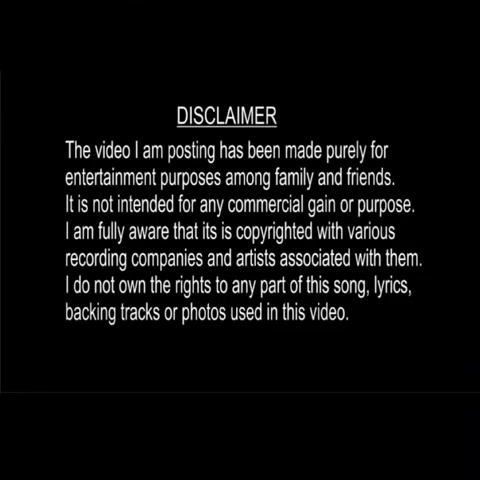 DISCLAIMER
The video I am posting has been made purely for
entertainment purposes among family and friends.
It is not intended for any commercial gain or purpose.
I am fully aware that its is copyrighted with various
recording companies and artists associated with them.
I do not own the rights to any part of this song, lyrics,
backing tracks or photos used in this video.